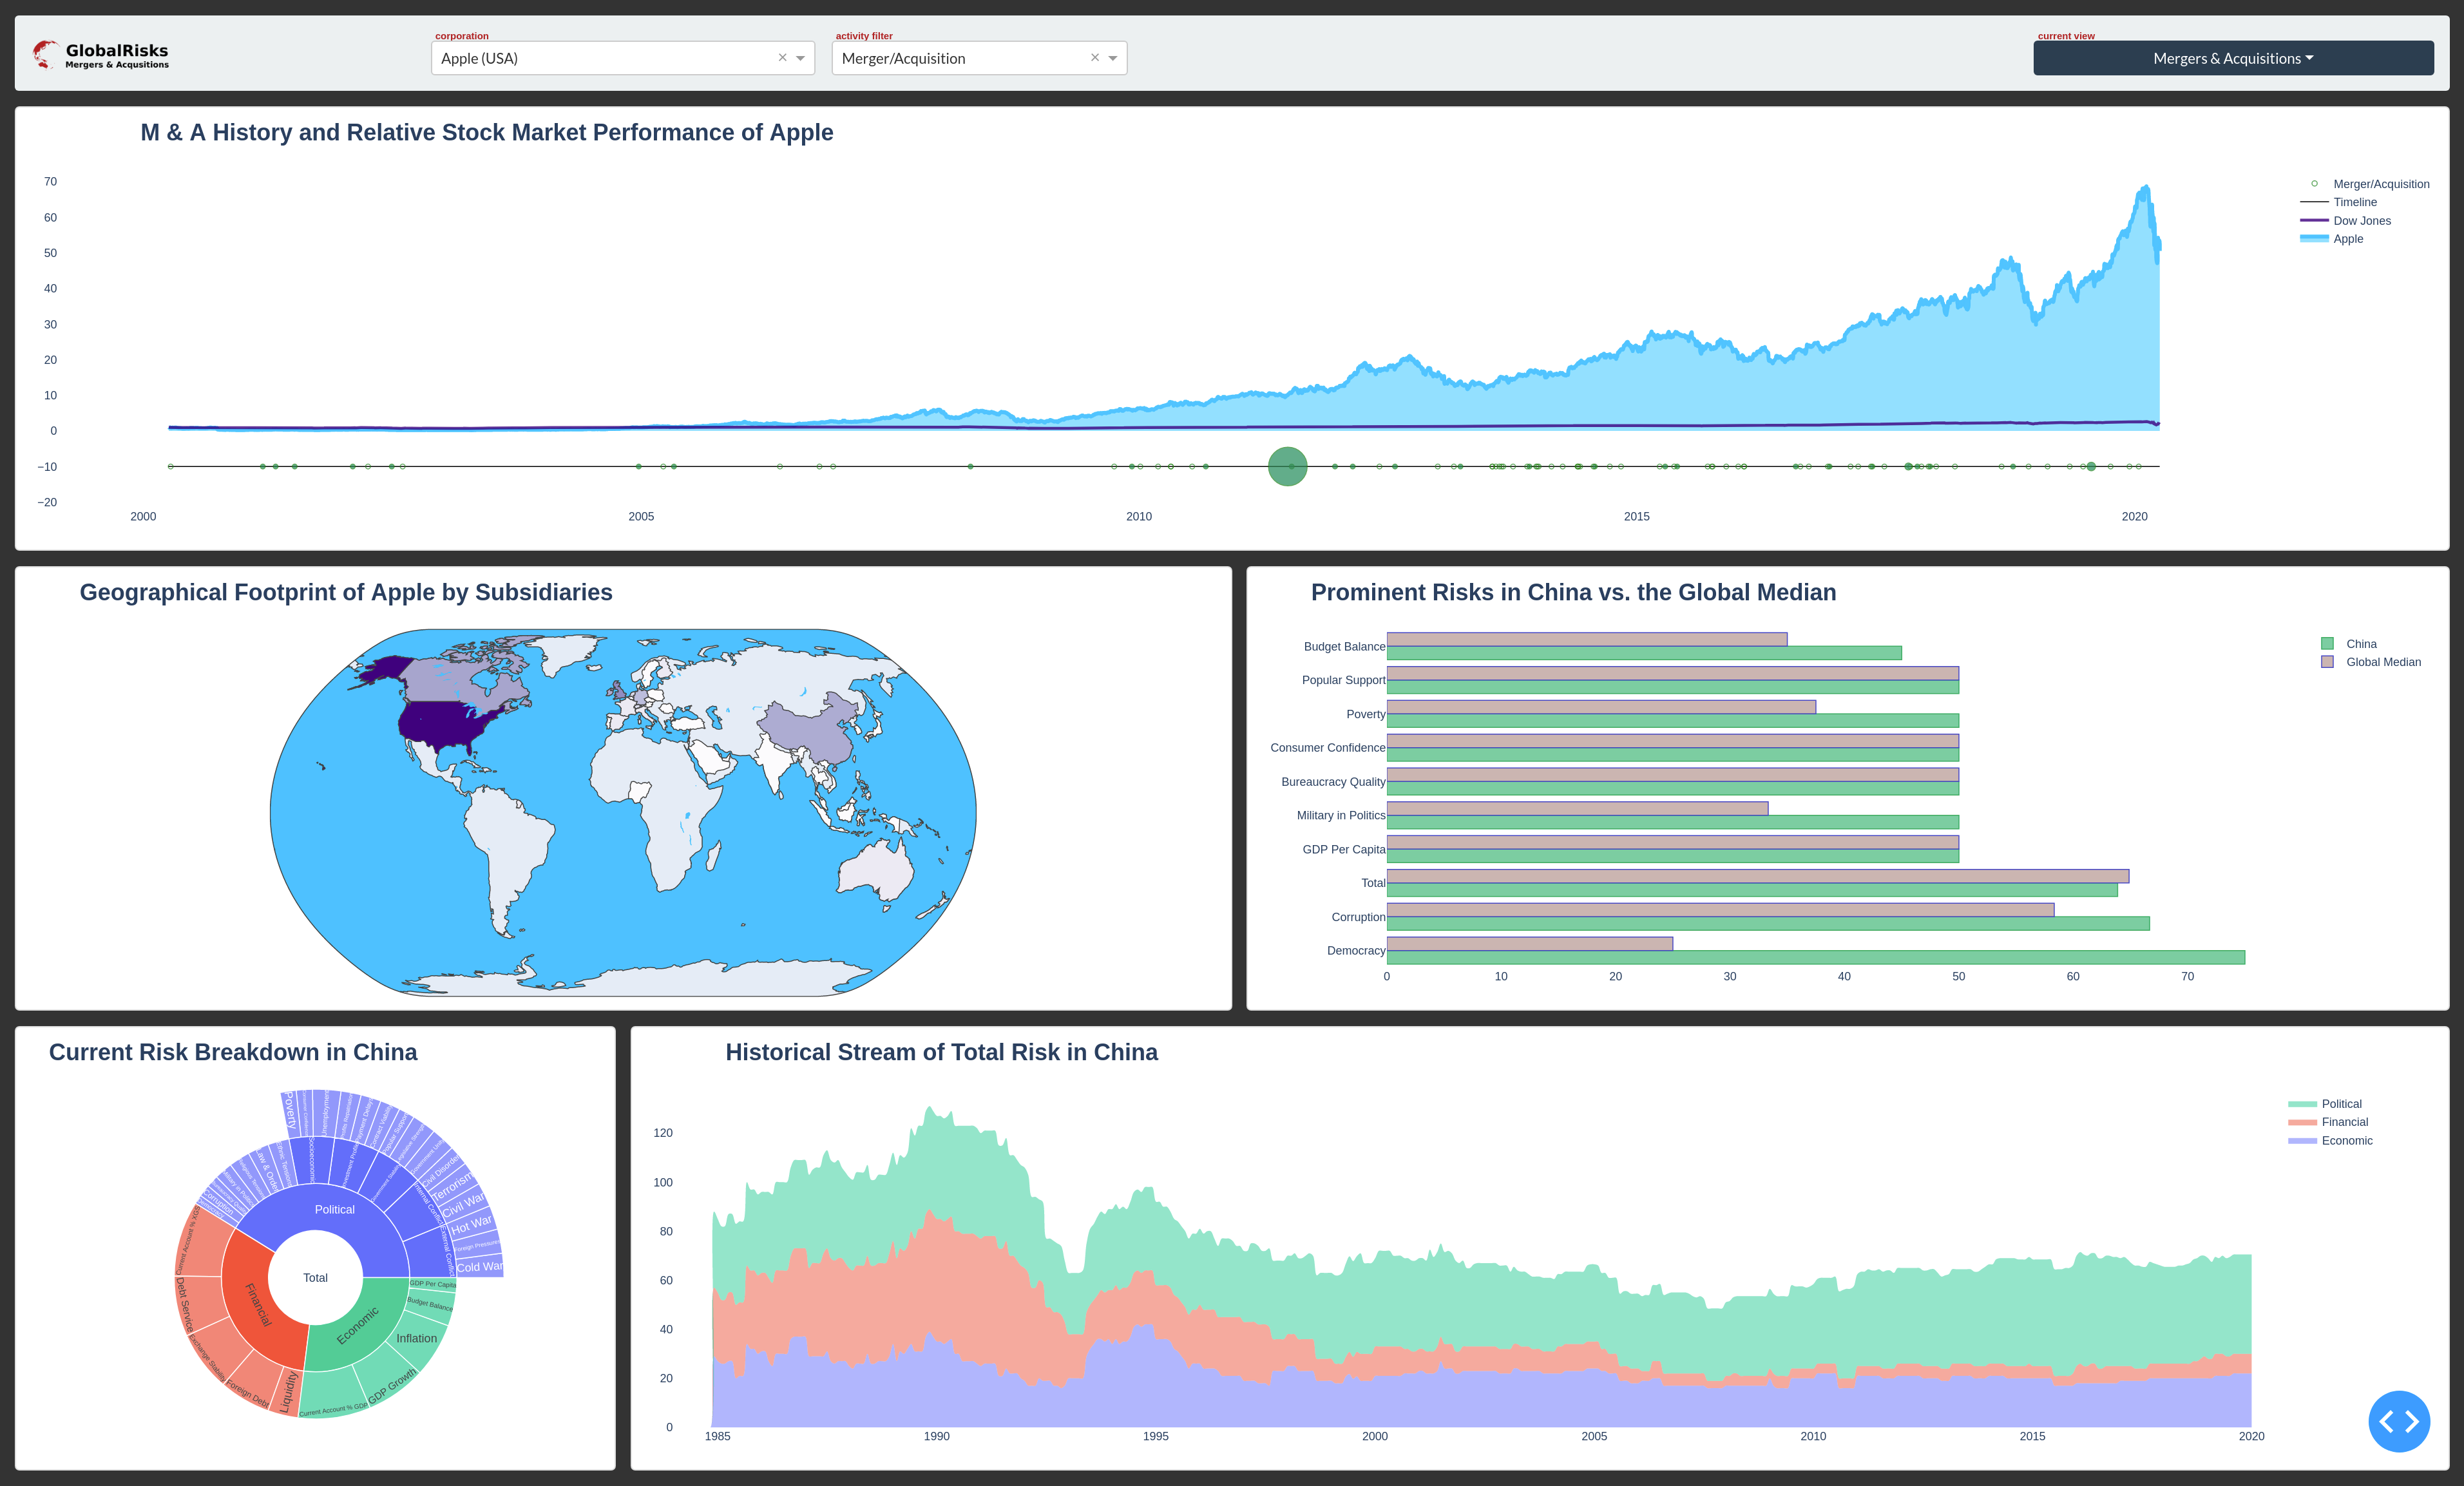 GlobalRisks
Mergers & Acqusitions
corporation
Apple (USA)
×
activity filter
Merger/Acquisition
×
current view
Mergers & Acquisitions
M & A History and Relative Stock Market Performance of Apple
70
60
50
40
30
20
10
0
−10
−20
2000
2005
2010
2015
2020
Merger/Acquisition
Timeline
Dow Jones
Apple
Geographical Footprint of Apple by Subsidiaries
Prominent Risks in China vs. the Global Median
Budget Balance
Popular Support
Poverty
Consumer Confidence
Bureaucracy Quality
Military in Politics
GDP Per Capita
Total
Corruption
Democracy
0
10
20
30
40
50
60
70
China
Global Median
Current Risk Breakdown in China
Total
Political
Financial
Economic
Poverty
Unemployment
Socioeconomic
Law & Order
Corruption
Civil Disorder
Terrorism
Civil War
Hot War
Foreign Pressures
Cold War
GDP Per Capita
Budget Balance
Inflation
GDP Growth
Current Account % GDP
Liquidity
Foreign Debt
Exchange Stability
Debt Service
Current Account % XGS
Historical Stream of Total Risk in China
120
100
80
60
40
20
0
1985
1990
1995
2000
2005
2010
2015
2020
Political
Financial
Economic